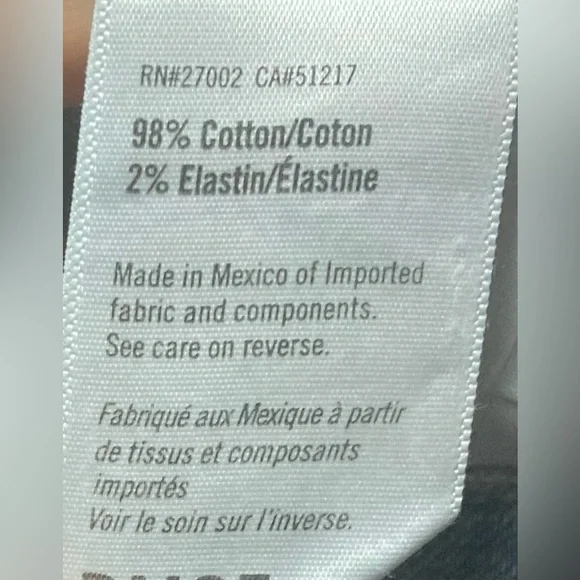 RN#27002 CA#51217
98% Cotton/Coton
2% Elastin/Élastine
Made in Mexico of Imported
fabric and components.
See care on reverse.
Fabriqué aux Mexique à partir
de tissus et composants
importés
Voir le soin sur l'inverse.